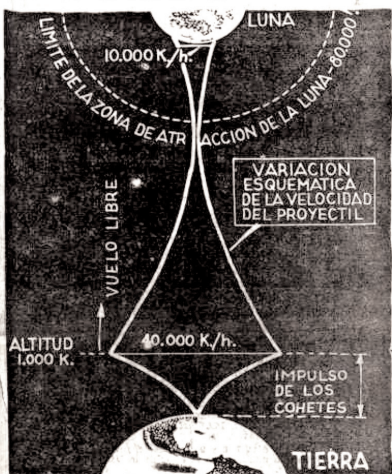 LUNA
10.000 K/h.
LIMITE DE LA ZONA DE ATRACCION DE LA LUNA-80.000
VARIACION
ESQUEMATICA
DE LA VELOCIDAD
DEL PROYECTIL
VUELO LIBRE
ALTITUD
1.000 K.
40.000 K/h.
IMPULSO
DE LOS
COHETES
TIERRA